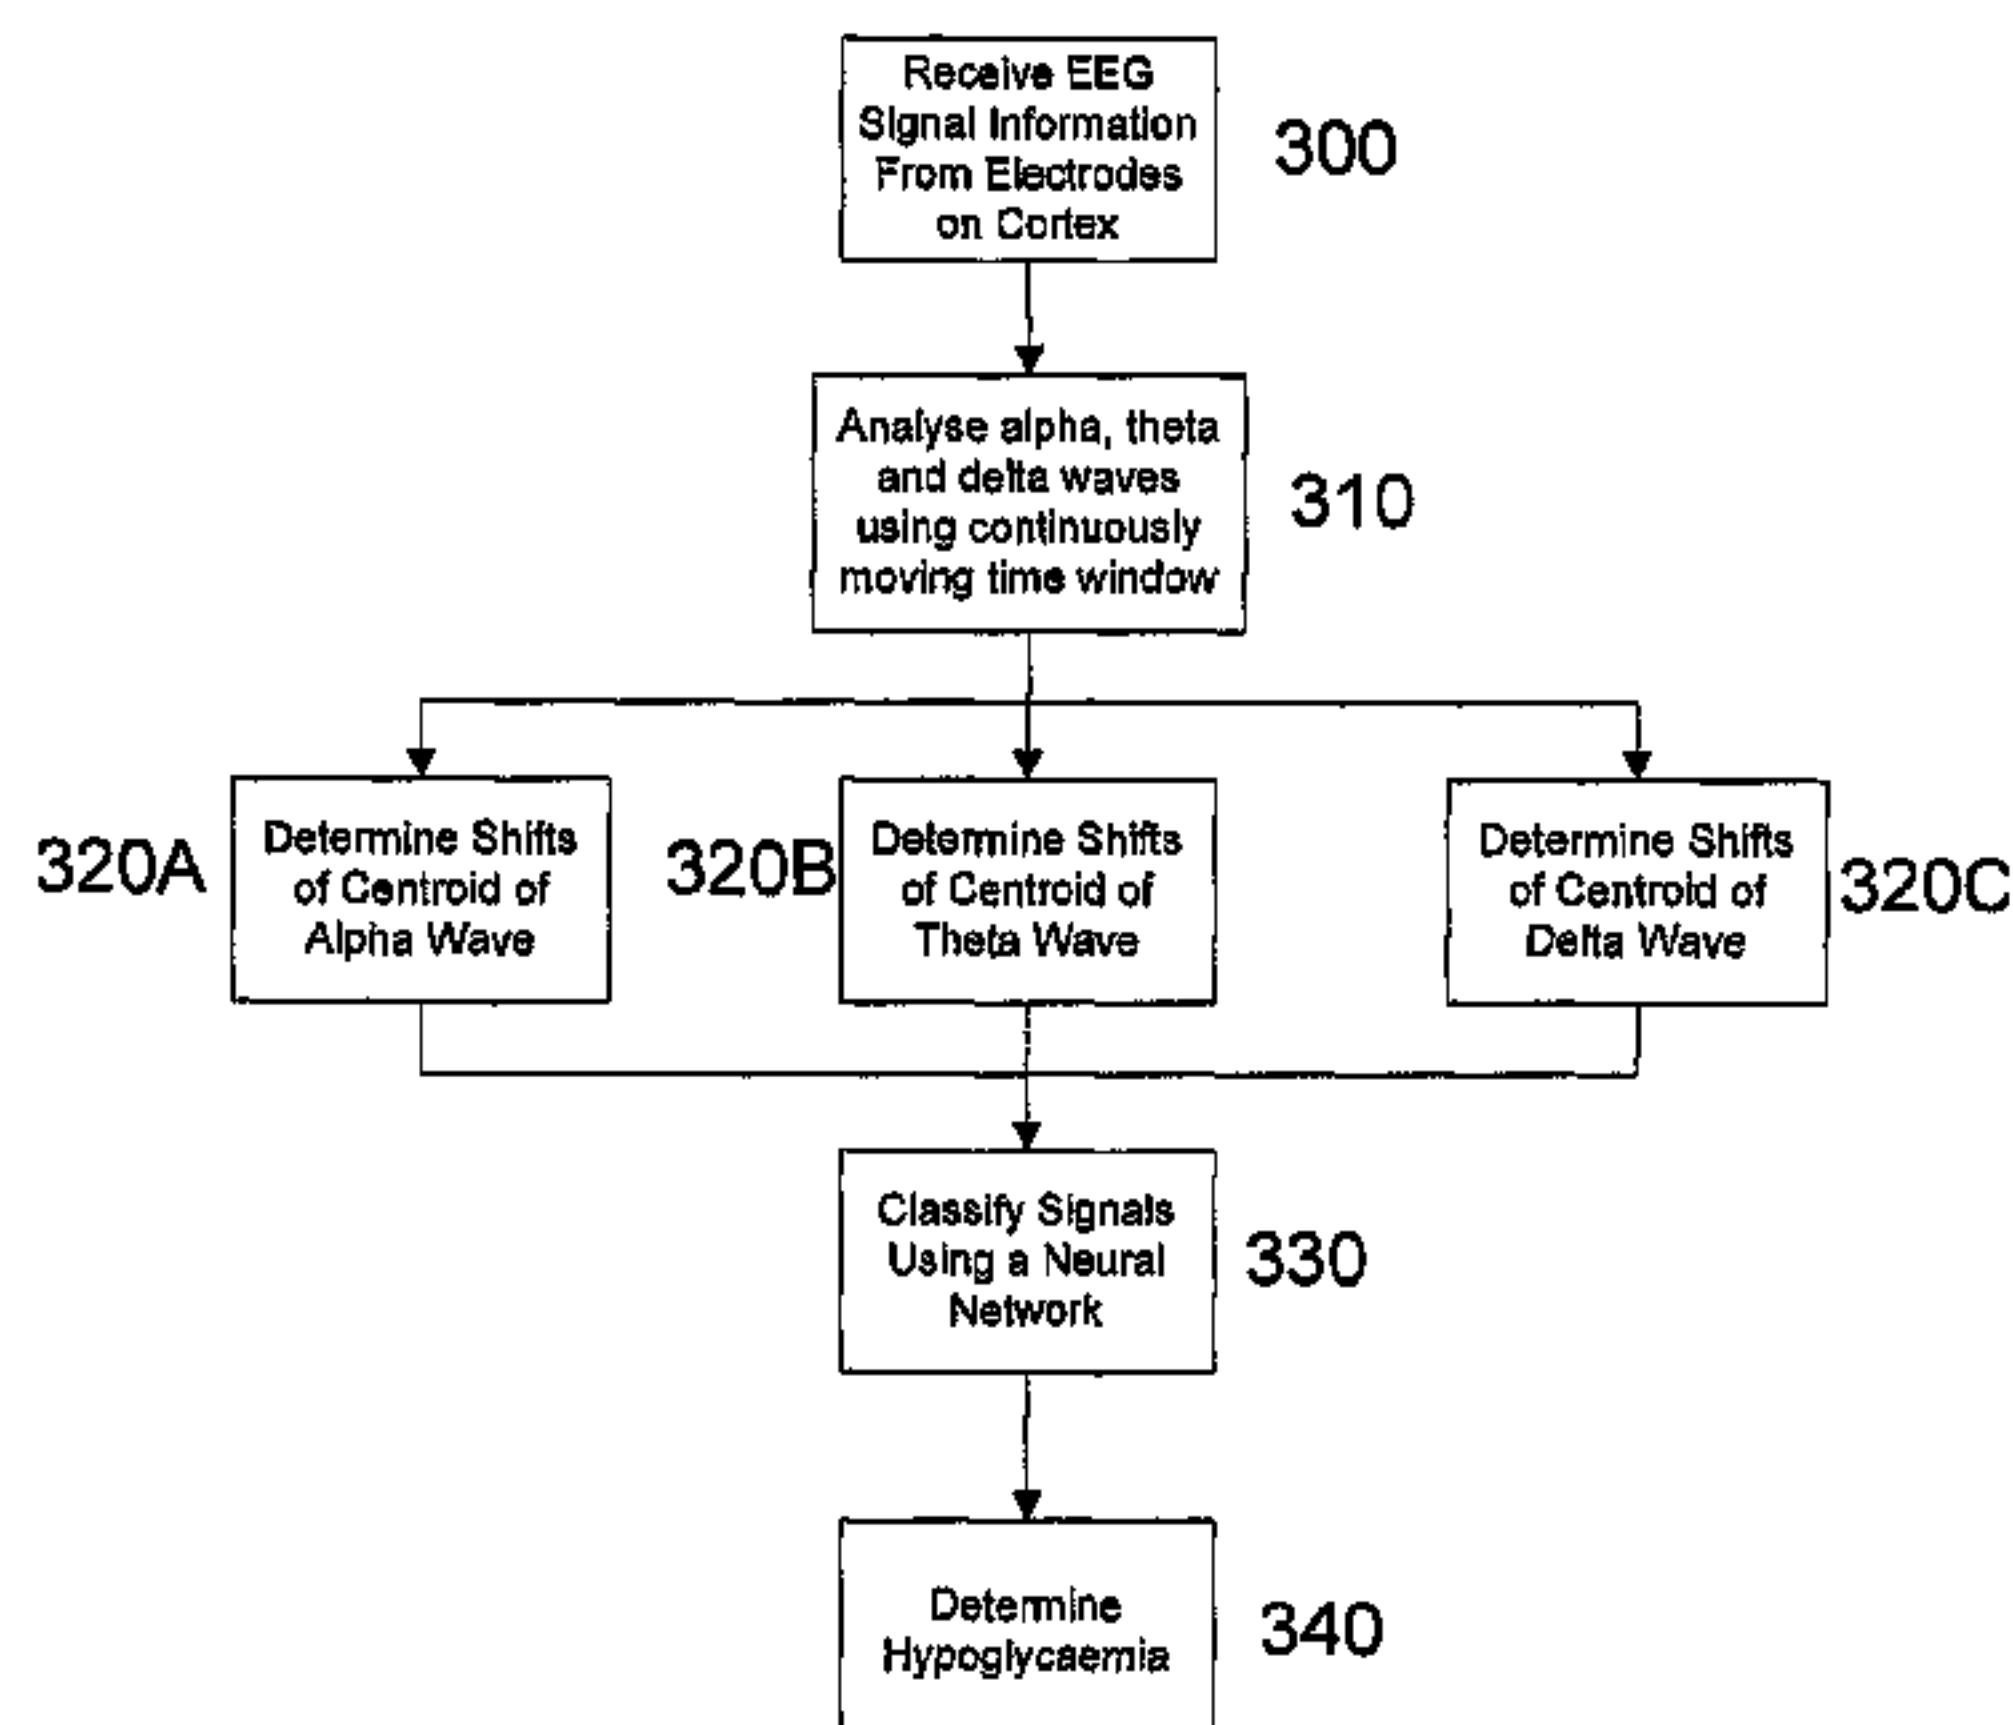 Receive EEG
Signal Information
From Electrodes
on Cortex
300
Analyse alpha, theta
and delta waves
using continuously
moving time window
310
320A
Determine Shifts
of Centroid of
Alpha Wave
320B
Determine Shifts
of Centroid of
Theta Wave
Determine Shifts
of Centroid of
Delta Wave
320C
Classify Signals
Using a Neural
Network
330
Determine
Hypoglycaemia
340